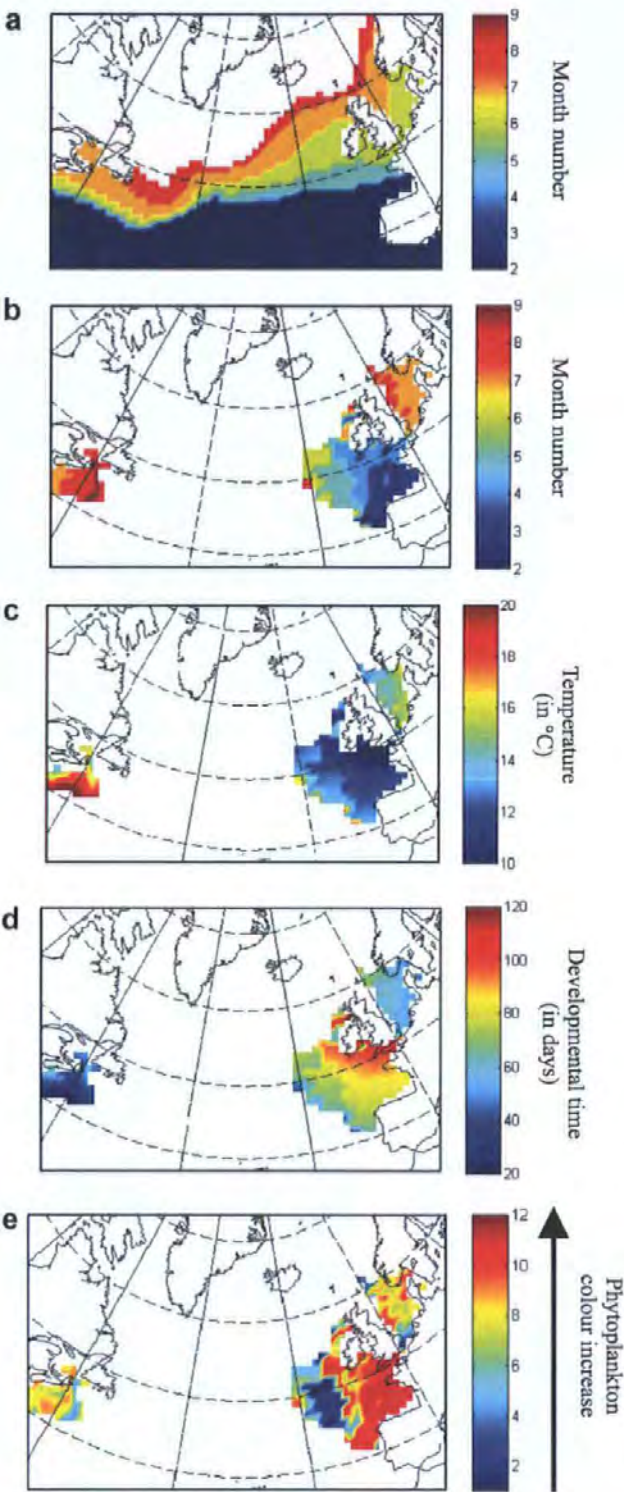 a
9
8
7
6
5
4
3
2
Month number
b
9
8
7
6
5
4
3
2
Month number
c
20
18
16
14
12
10
Temperature
(in °C)
d
120
100
80
60
40
20
Developmental time
(in days)
e
12
10
8
6
4
2
Phytoplankton
colour increase